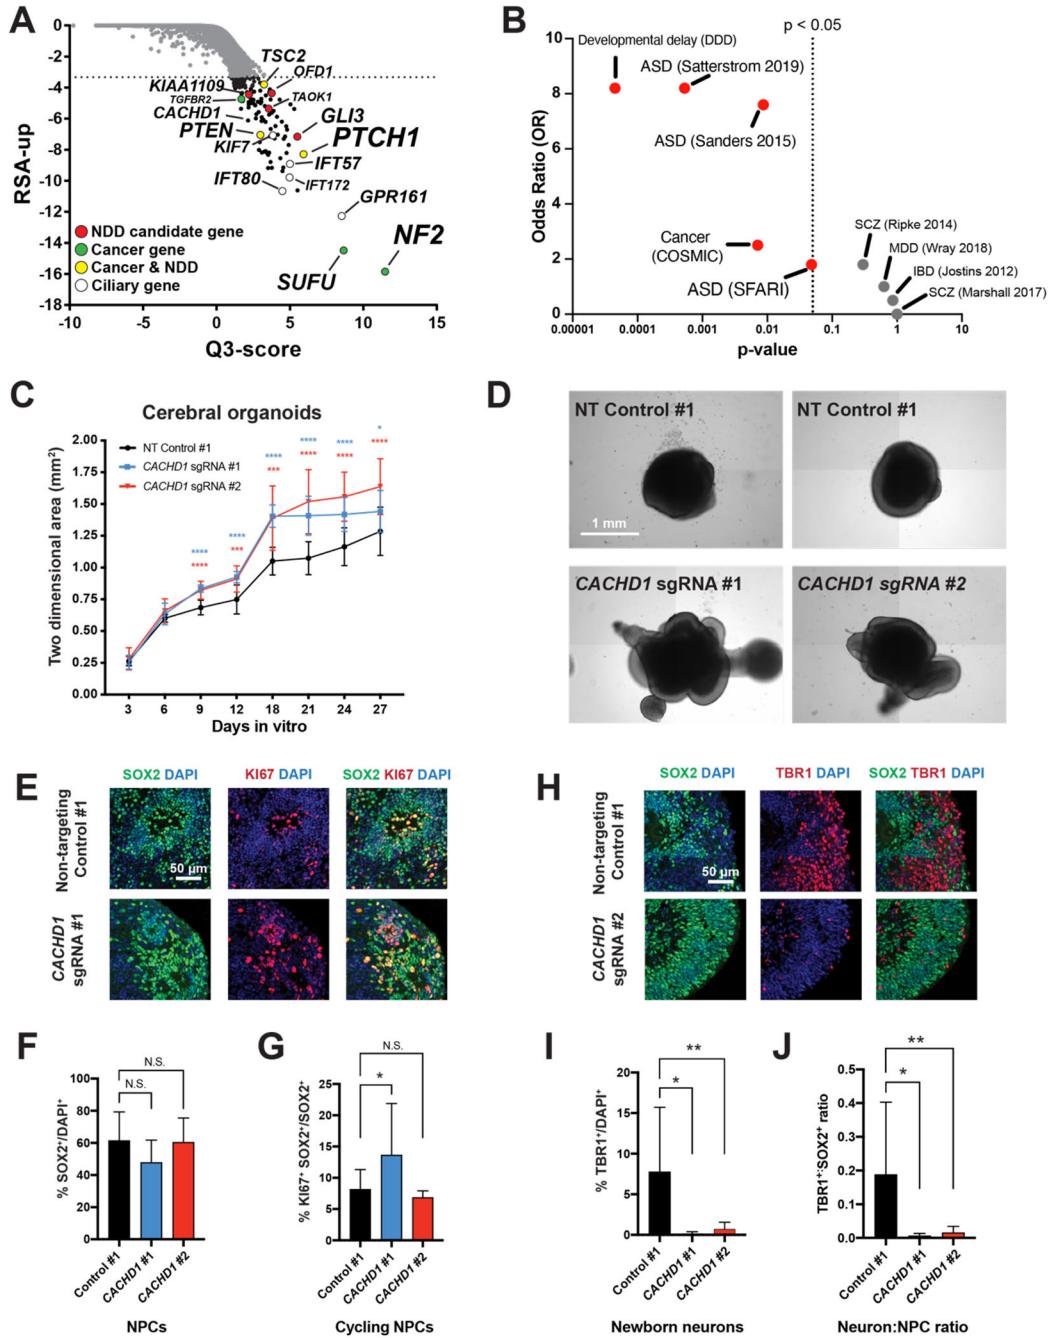 A
0
-2
-4
-6
-8
-10
-12
-14
-16
-18
RSA-up
-10
-5
0
5
10
15
Q3-score
TSC2
KIAA1109
OFD1
TGFBR2
TAOK1
CACHD1
GLI3
PTEN
PTCH1
KIF7
IFT57
IFT80
IFT172
GPR161
NF2
SUFU
NDD candidate gene
Cancer gene
Cancer & NDD
Ciliary gene
B
p < 0.05
10
8
6
4
2
0
Odds Ratio (OR)
Developmental delay (DDD)
ASD (Satterstrom 2019)
ASD (Sanders 2015)
Cancer
(COSMIC)
ASD (SFARI)
SCZ (Ripke 2014)
MDD (Wray 2018)
IBD (Jostins 2012)
SCZ (Marshall 2017)
0.00001
0.0001
0.001
0.01
0.1
1
10
p-value
C
Cerebral organoids
2.00
1.75
1.50
1.25
1.00
0.75
0.50
0.25
0.00
Two dimensional area (mm²)
NT Control #1
CACHD1 sgRNA #1
CACHD1 sgRNA #2
****
****
****
***
****
***
****
****
****
****
*
****
3
6
9
12
18
21
24
27
Days in vitro
D
NT Control #1
1 mm
NT Control #1
CACHD1 sgRNA #1
CACHD1 sgRNA #2
E
SOX2 DAPI
KI67 DAPI
SOX2 KI67
Non-targeting
Control #1
50 µm
CACHD1
sgRNA #1
H
SOX2 DAPI
TBR1 DAPI
SOX2 TBR1 DAPI
Non-targeting
Control #1
50 µm
CACHD1
sgRNA #2
F
N.S.
N.S.
100
80
60
40
20
0
% SOX2⁺/DAPI⁺
Control #1
CACHD1 #1
CACHD1 #2
NPCs
G
N.S.
*
25
20
15
10
5
0
% KI67⁺ SOX2⁺/SOX2⁺
Control #1
CACHD1 #1
CACHD1 #2
Cycling NPCs
I
**
*
20
15
10
5
0
% TBR1⁺/DAPI⁺
Control #1
CACHD1 #1
CACHD1 #2
Newborn neurons
J
**
*
0.5
0.4
0.3
0.2
0.1
0.0
TBR1⁺:SOX2⁺ ratio
Control #1
CACHD1 #1
CACHD1 #2
Neuron:NPC ratio